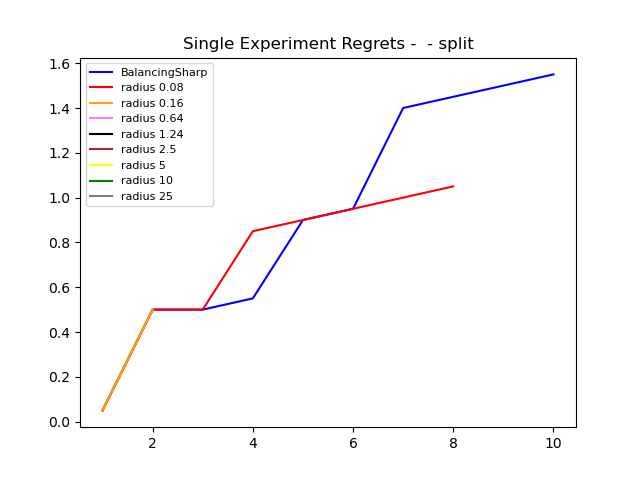 Single Experiment Regrets -  - split
1.6
1.4
1.2
1.0
0.8
0.6
0.4
0.2
0.0
BalancingSharp
radius 0.08
radius 0.16
radius 0.64
radius 1.24
radius 2.5
radius 5
radius 10
radius 25
2 4 6 8 10